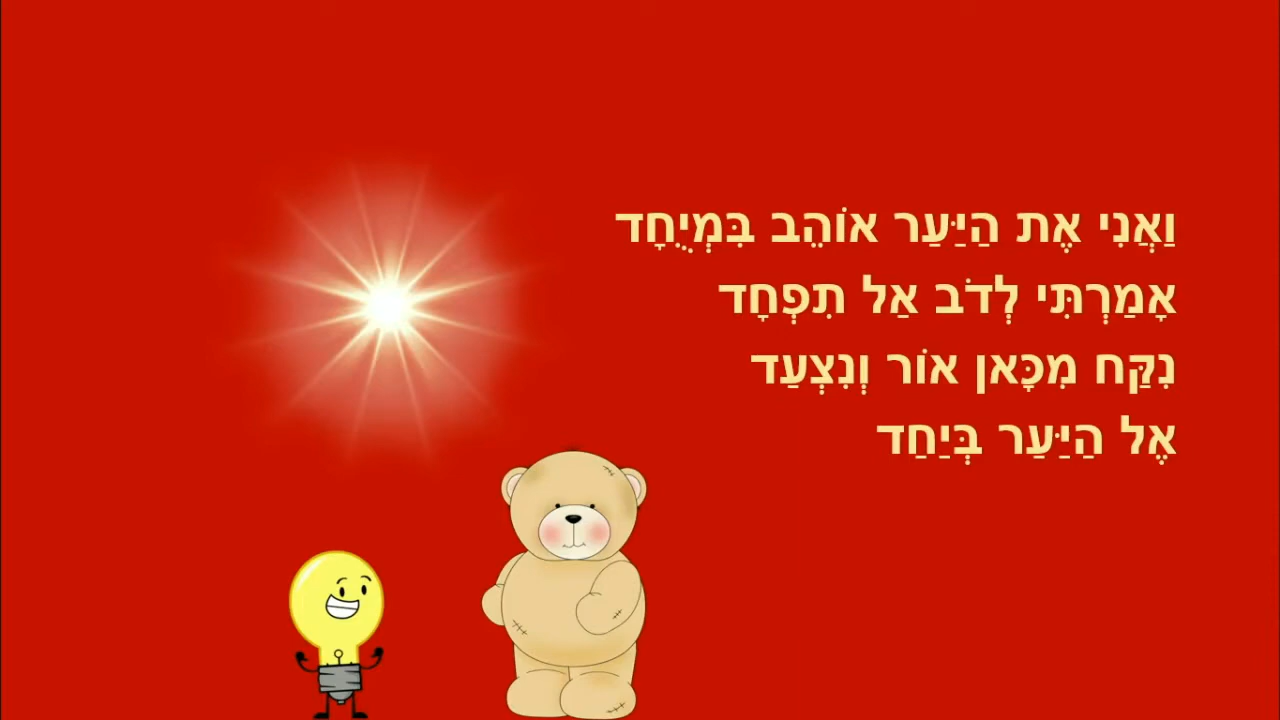 וַאֲנִי אֶת הַיַּעַר אוֹהֵב בִּמְיֻחָד
אָמַרְתִּי לְדֹב אַל תִּפְחָד
נִקַּח מִכָּאן אוֹר וְנִצְעַד
אֶל הַיַּעַר בְּיַחַד